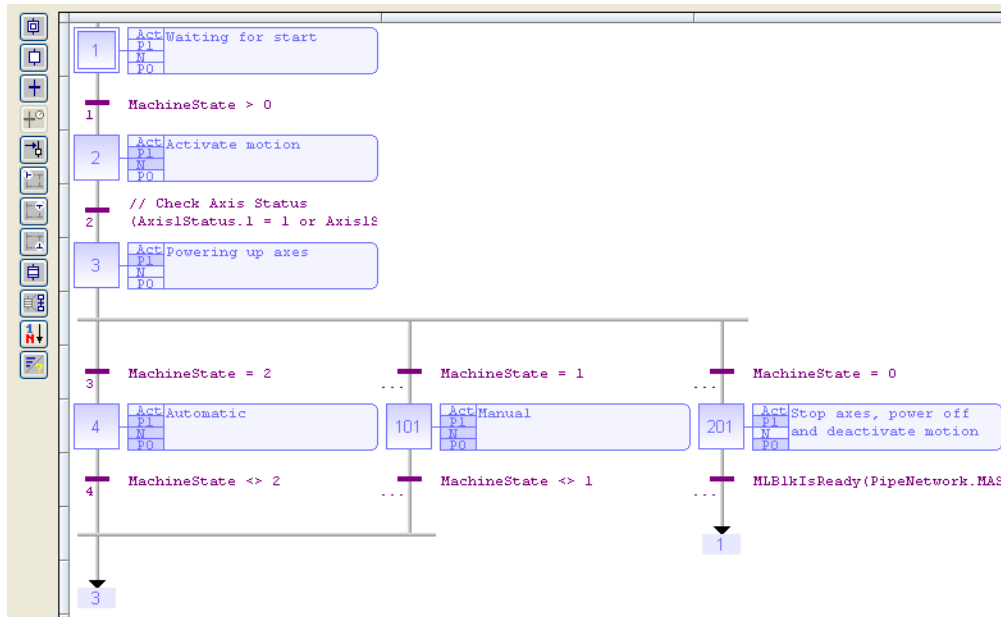 1
Act
P1
N
P0
Waiting for start
1
MachineState > 0
2
Act
P1
N
P0
Activate motion
2
// Check Axis Status
(Axis1Status.1 = 1 or Axis1S
3
Act
P1
N
P0
Powering up axes
3
MachineState = 2
...
MachineState = 1
...
MachineState = 0
4
Act
P1
N
P0
Automatic
101
Act
P1
N
P0
Manual
201
Act
P1
N
P0
Stop axes, power off
and deactivate motion
4
MachineState <> 2
...
MachineState <> 1
...
MLBlkIsReady(PipeNetwork.MAS
1
3
1
N